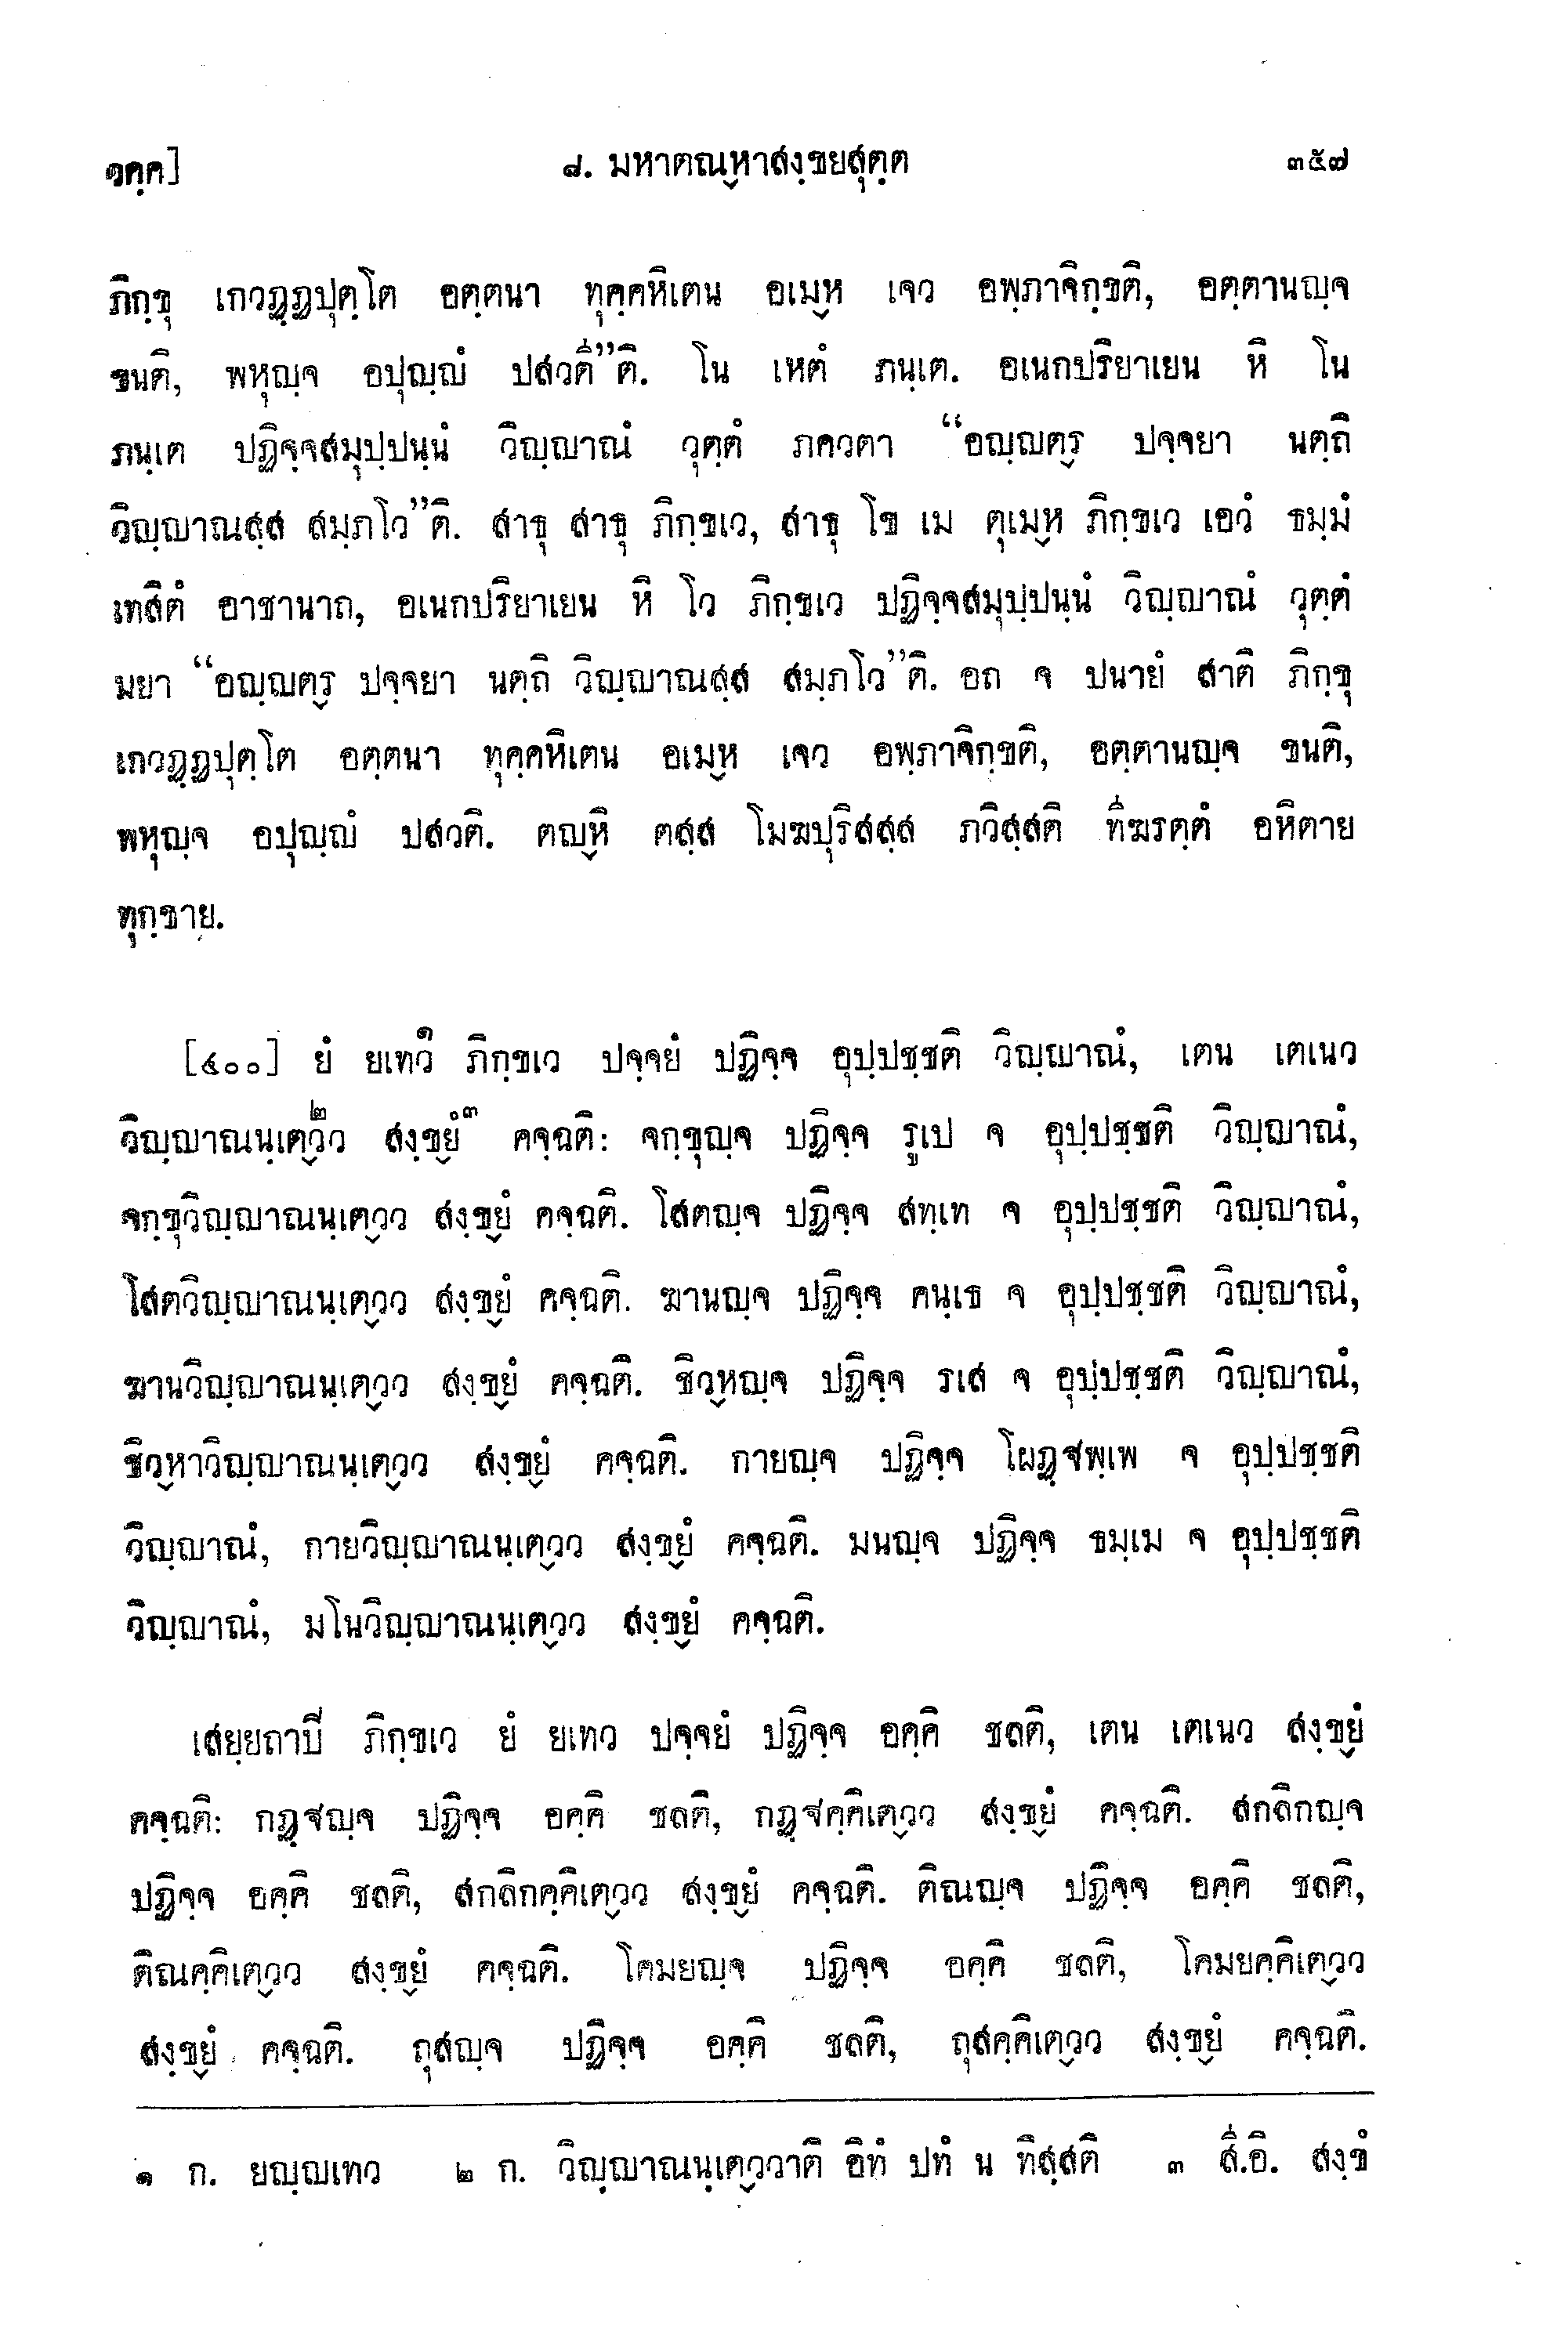 วคฺค]	๘. มหาตณฺหาสงฺขยสุตฺต	๓๕๗
ภิกฺขุ เกวฏฺฏปุตฺโต อตฺตนา ทุคฺคหิเตน อเมฺห เจว อพฺภาจิกฺขติ, อตฺตานญฺจ
ขนติ, พหุญฺจ อปุญฺญํ ปสวตี”ติ. โน เหตํ ภนฺเต. อเนกปริยาเยน หิ โน
ภนฺเต ปฏิจฺจสมุปฺปนฺนํ วิญฺญาณํ วุตฺตํ ภควตา “อญฺญตฺร ปจฺจยา นตฺถิ
วิญฺญาณสฺส สมฺภโว”ติ. สาธุ สาธุ ภิกฺขเว, สาธุ โข เม ตุเมฺห ภิกฺขเว เอวํ ธมฺมํ
เทสิตํ อาชานาถ, อเนกปริยาเยน หิ โว ภิกฺขเว ปฏิจฺจสมุปฺปนฺนํ วิญฺญาณํ วุตฺตํ
มยา “อญฺญตฺร ปจฺจยา นตฺถิ วิญฺญาณสฺส สมฺภโว”ติ. อถ จ ปนายํ สาติ ภิกฺขุ
เกวฏฺฏปุตฺโต อตฺตนา ทุคฺคหิเตน อเมฺห เจว อพฺภาจิกฺขติ, อตฺตานญฺจ ขนติ,
พหุญฺจ อปุญฺญํ ปสวติ. ตญฺหิ ตสฺส โมฆปุริสสฺส ภวิสฺสติ ทีฆรตฺตํ อหิตาย
ทุกฺขาย.
[๔๐๐] ยํ ยเทว๑ ภิกฺขเว ปจฺจยํ ปฏิจฺจ อุปฺปชฺชติ วิญฺญาณํ, เตน เตเนว
วิญฺญาณนฺเตฺวว๒ สงฺขฺยํ๓ คจฺฉติ: จกฺขุญฺจ ปฏิจฺจ รูเป จ อุปฺปชฺชติ วิญฺญาณํ,
จกฺขุวิญฺญาณนฺเตฺวว สงฺขฺยํ คจฺฉติ. โสตญฺจ ปฏิจฺจ สทฺเท จ อุปฺปชฺชติ วิญฺญาณํ,
โสตวิญฺญาณนฺเตฺวว สงฺขฺยํ คจฺฉติ. ฆานญฺจ ปฏิจฺจ คนฺเธ จ อุปฺปชฺชติ วิญฺญาณํ,
ฆานวิญฺญาณนฺเตฺวว สงฺขฺยํ คจฺฉติ. ชิวฺหญฺจ ปฏิจฺจ รเส จ อุปฺปชฺชติ วิญฺญาณํ,
ชิวฺหาวิญฺญาณนฺเตฺวว สงฺขฺยํ คจฺฉติ. กายญฺจ ปฏิจฺจ โผฏฺฐพฺเพ จ อุปฺปชฺชติ
วิญฺญาณํ, กายวิญฺญาณนฺเตฺวว สงฺขฺยํ คจฺฉติ. มนญฺจ ปฏิจฺจ ธมฺเม จ อุปฺปชฺชติ
วิญฺญาณํ, มโนวิญฺญาณนฺเตฺวว สงฺขฺยํ คจฺฉติ.
เสยฺยถาปี ภิกฺขเว ยํ ยเทว ปจฺจยํ ปฏิจฺจ อคฺคิ ชลติ, เตน เตเนว สงฺขฺยํ
คจฺฉติ: กฏฺฐญฺจ ปฏิจฺจ อคฺคิ ชลติ, กฏฺฐคฺคิเตฺวว สงฺขฺยํ คจฺฉติ. สกลิกญฺจ
ปฏิจฺจ อคฺคิ ชลติ, สกลิกคฺคิเตฺวว สงฺขฺยํ คจฺฉติ. ติณญฺจ ปฏิจฺจ อคฺคิ ชลติ,
ติณคฺคิเตฺวว สงฺขฺยํ คจฺฉติ. โคมยญฺจ ปฏิจฺจ อคฺคิ ชลติ, โคมยคฺคิเตฺวว
สงฺขฺยํ คจฺฉติ. ถุสญฺจ ปฏิจฺจ อคฺคิ ชลติ, ถุสคฺคิเตฺวว สงฺขฺยํ คจฺฉติ.
๑ ก. ยญฺญเทว ๒ ก. วิญฺญาณนฺเตฺววาติ อิทํ ปทํ น ทิสฺสติ ๓ สี.อิ. สงฺขํ